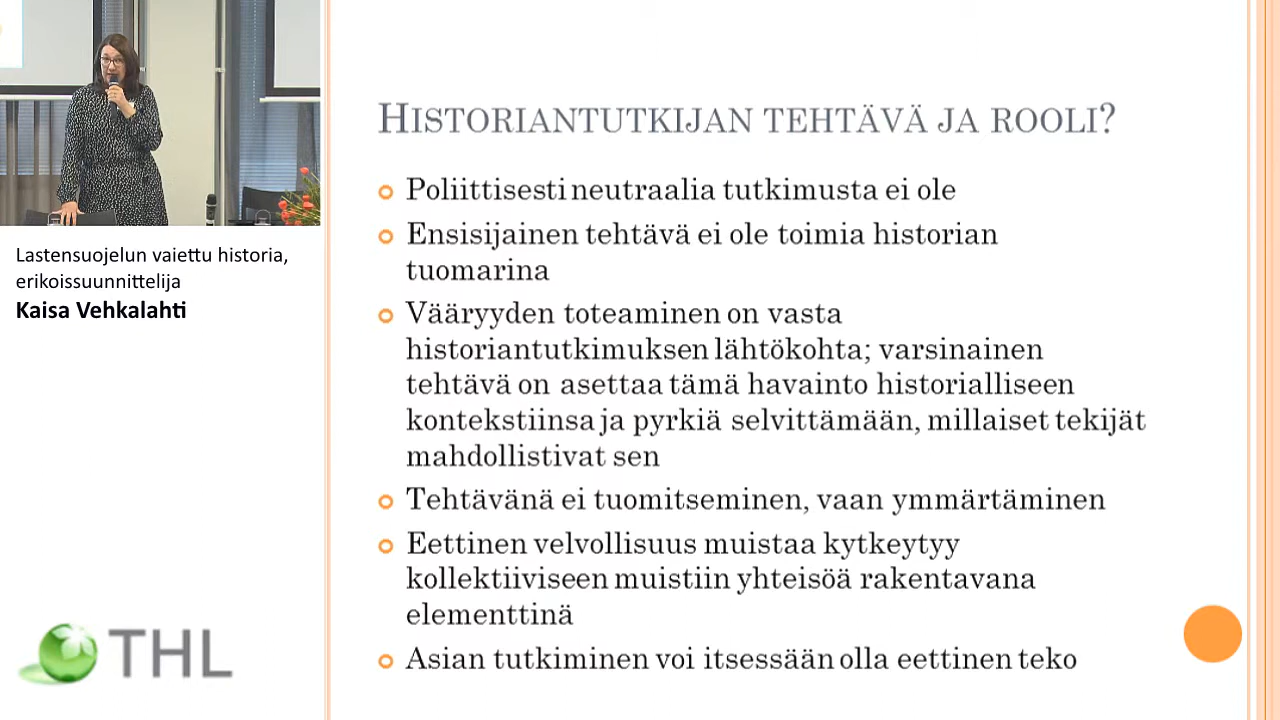 Lastensuojelun vaiettu historia,
erikoissuunnittelija
Kaisa Vehkalahti
THL
HISTORIANTUTKIJAN TEHTÄVÄ JA ROOLI?
Poliittisesti neutraalia tutkimusta ei ole
Ensisijainen tehtävä ei ole toimia historian
tuomarina
Vääryyden toteaminen on vasta
historiantutkimuksen lähtökohta; varsinainen
tehtävä on asettaa tämä havainto historialliseen
kontekstiinsa ja pyrkiä selvittämään, millaiset tekijät
mahdollistivat sen
Tehtävänä ei tuomitseminen, vaan ymmärtäminen
Eettinen velvollisuus muistaa kytkeytyy
kollektiiviseen muistiin yhteisöä rakentavana
elementtinä
Asian tutkiminen voi itsessään olla eettinen teko